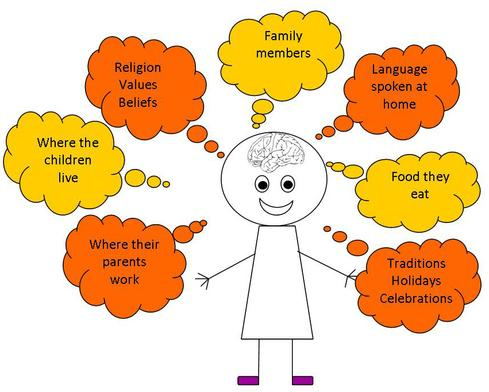 Family
members
Religion
Values
Beliefs
Language
spoken at
home
Where the
children
live
Food they
eat
Where their
parents
work
Traditions
Holidays
Celebrations